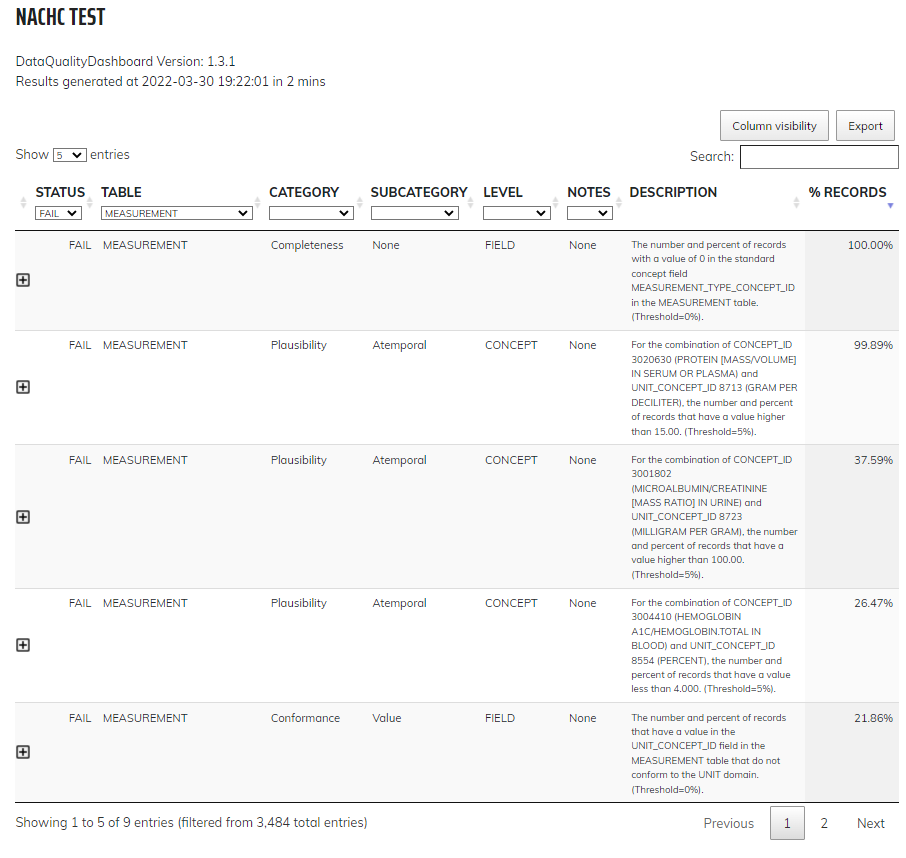 NACHC TEST
DataQualityDashboard Version: 1.3.1
Results generated at 2022-03-30 19:22:01 in 2 mins
Column visibility Export
Show 5 entries
Search:
STATUS TABLE CATEGORY SUBCATEGORY LEVEL NOTES DESCRIPTION % RECORDS
FAIL MEASUREMENT
FAIL MEASUREMENT Completeness None FIELD None The number and percent of records 100.00%
with a value of 0 in the standard
concept field
MEASUREMENT_TYPE_CONCEPT_ID
in the MEASUREMENT table.
(Threshold=0%).
FAIL MEASUREMENT Plausibility Atemporal CONCEPT None For the combination of CONCEPT_ID 99.89%
3020630 (PROTEIN [MASS/VOLUME]
IN SERUM OR PLASMA) and
UNIT_CONCEPT_ID 8713 (GRAM PER
DECILITER), the number and percent
of records that have a value higher
than 15.00. (Threshold=5%).
FAIL MEASUREMENT Plausibility Atemporal CONCEPT None For the combination of CONCEPT_ID 37.59%
3001802
(MICROALBUMIN/CREATININE
[MASS RATIO] IN URINE) and
UNIT_CONCEPT_ID 8723
(MILLIGRAM PER GRAM), the number
and percent of records that have a
value higher than 100.00.
(Threshold=5%).
FAIL MEASUREMENT Plausibility Atemporal CONCEPT None For the combination of CONCEPT_ID 26.47%
3004410 (HEMOGLOBIN
A1C/HEMOGLOBIN.TOTAL IN
BLOOD) and UNIT_CONCEPT_ID
8554 (PERCENT), the number and
percent of records that have a value
less than 4.000. (Threshold=5%).
FAIL MEASUREMENT Conformance Value FIELD None The number and percent of records 21.86%
that have a value in the
UNIT_CONCEPT_ID field in the
MEASUREMENT table that do not
conform to the UNIT domain.
(Threshold=0%).
Showing 1 to 5 of 9 entries (filtered from 3,484 total entries)
Previous 1 2 Next